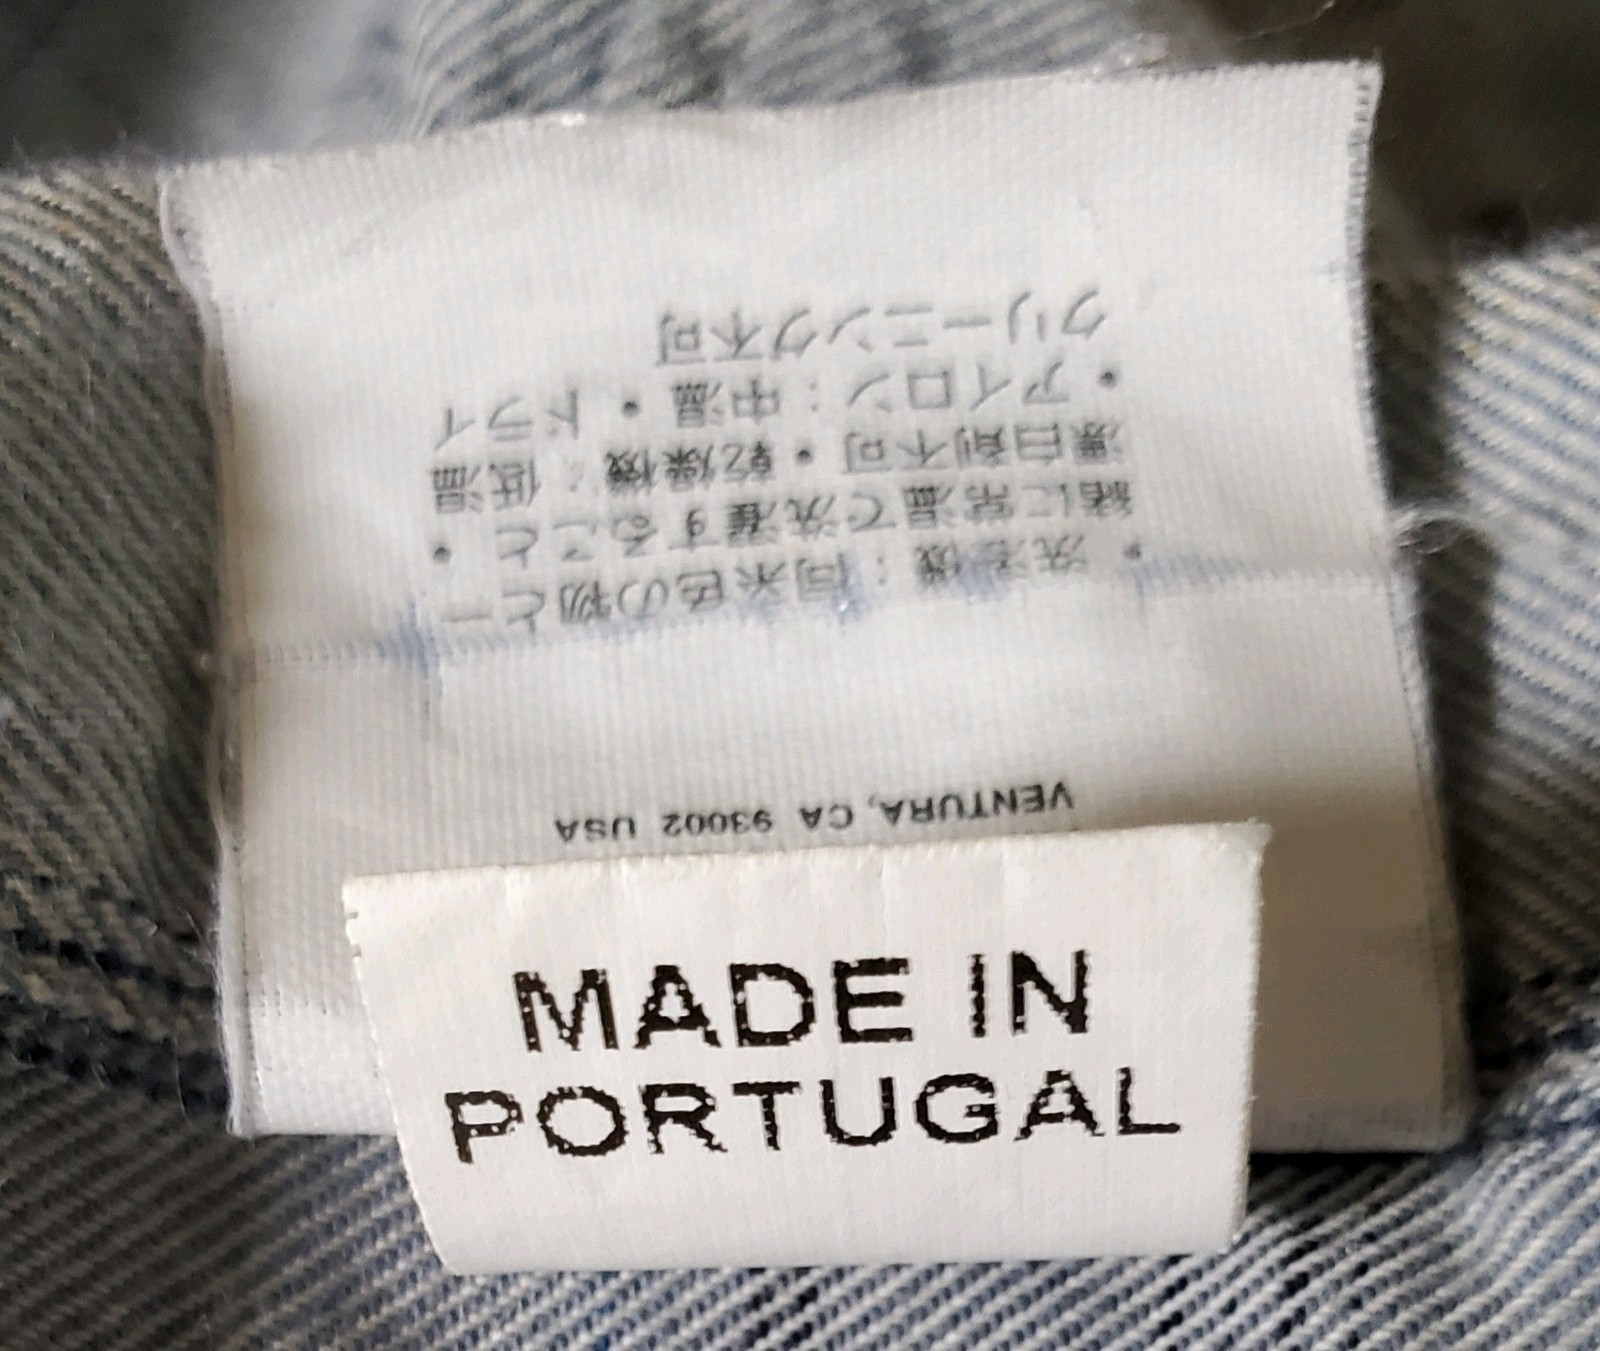 ・洗濯機：同系色の物と一
緒に常温で洗濯すること・
漂白剤不可・乾燥機：低温
・アイロン：中温・ドライ
クリーニング不可
VENTURA, CA 93002 USA
MADE IN
PORTUGAL